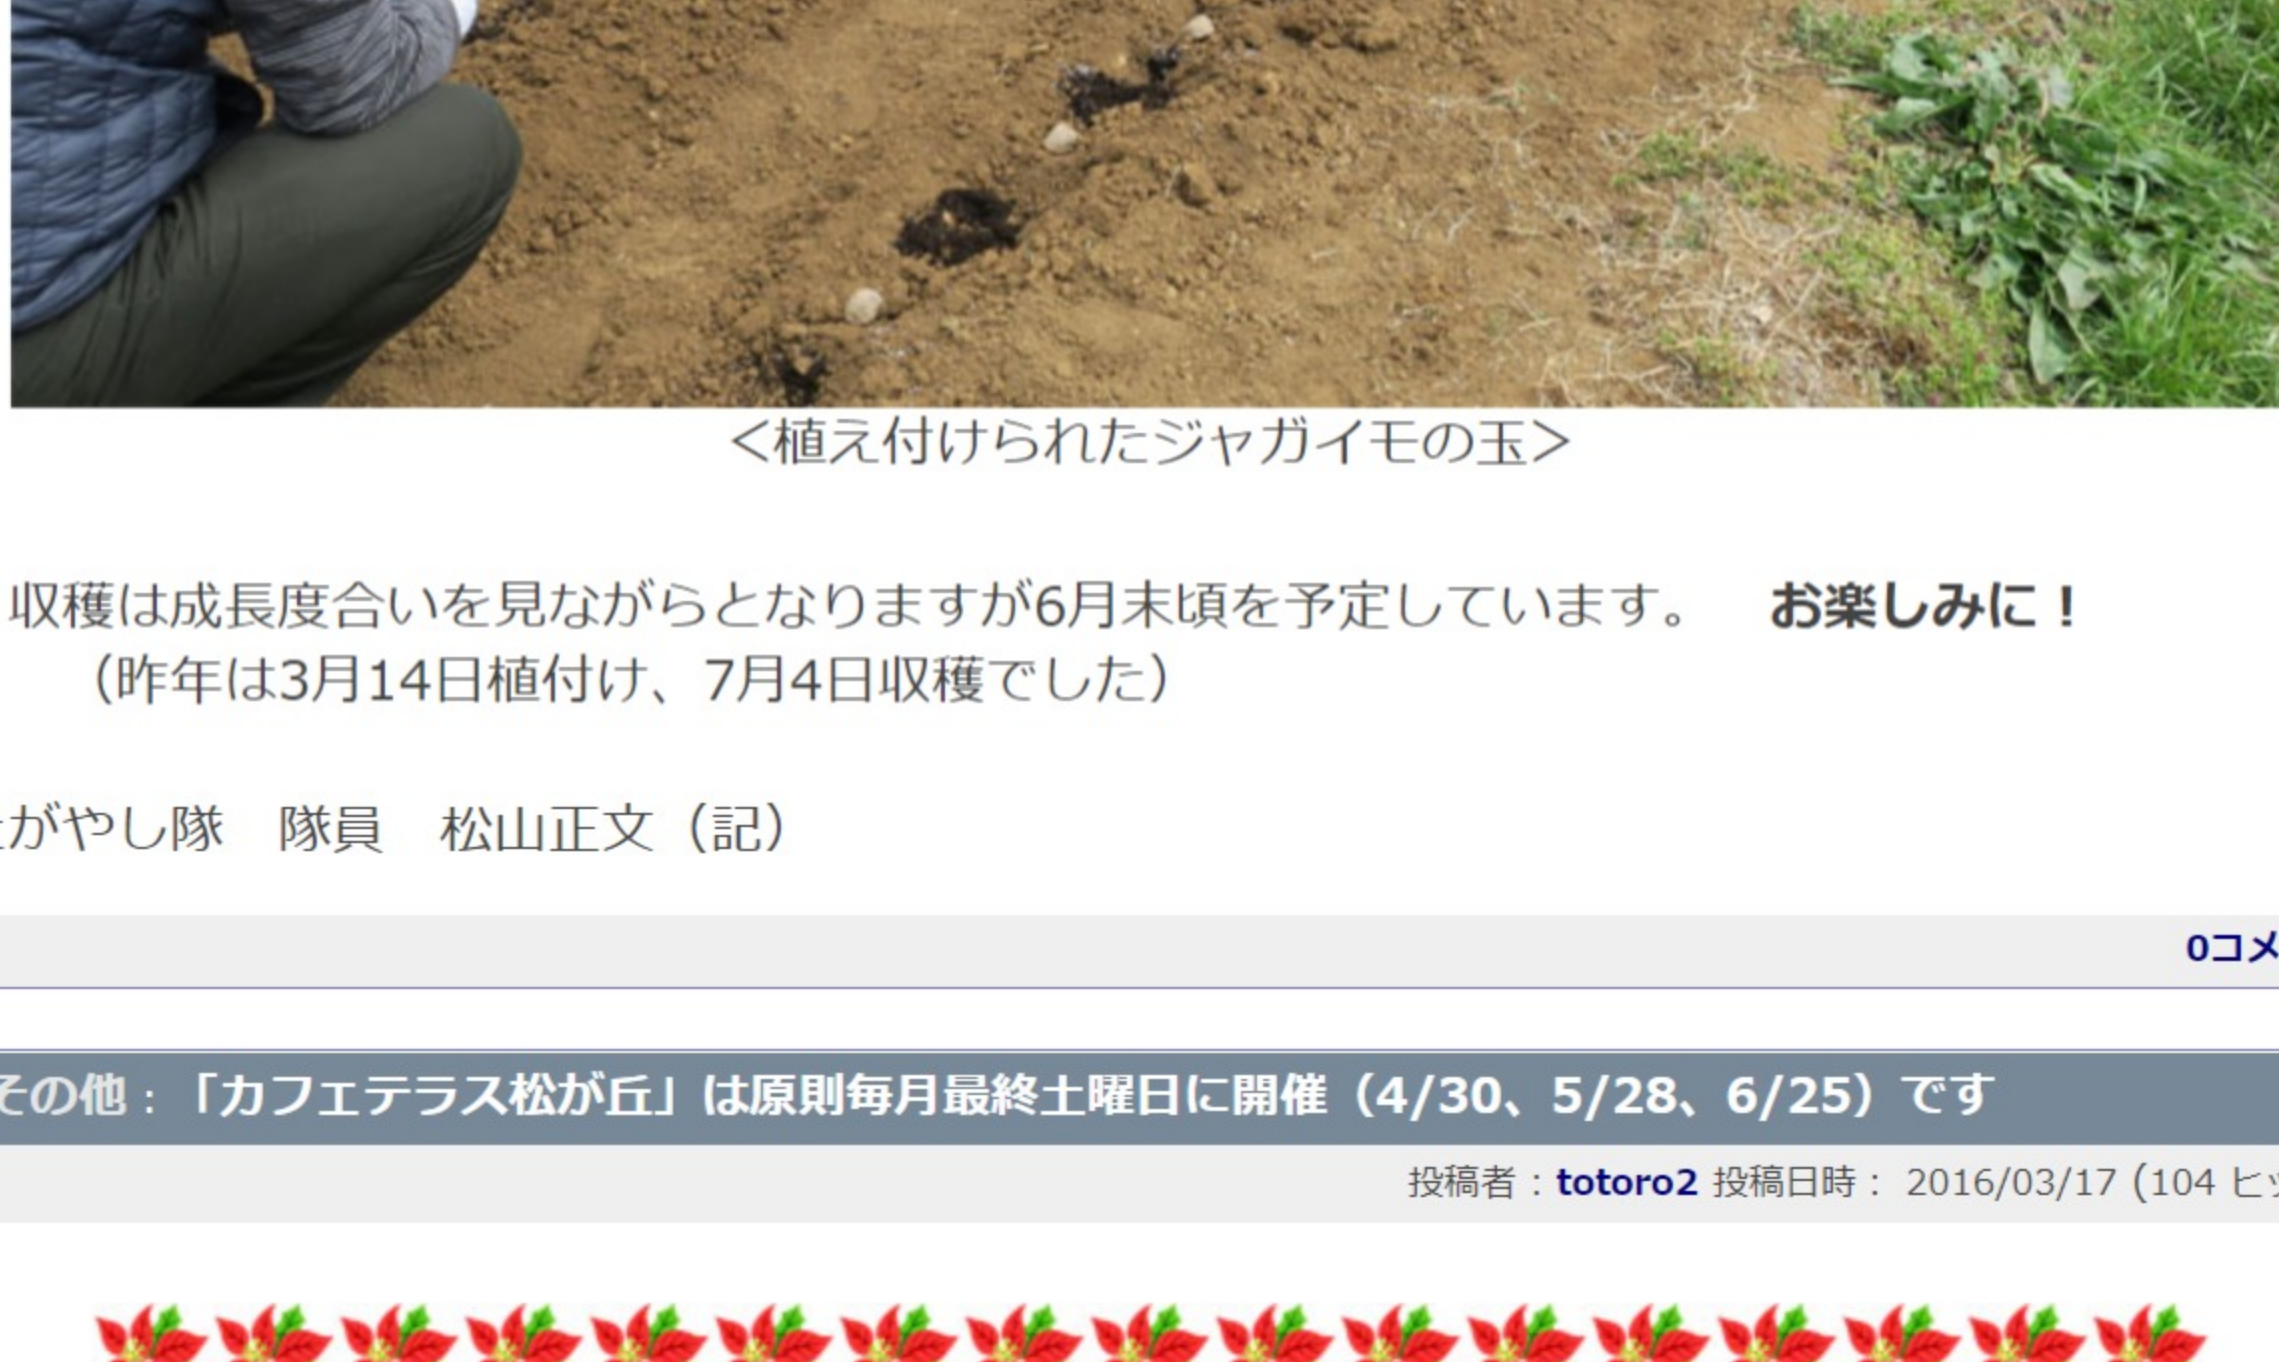 <植え付けられたジャガイモの玉>
収穫は成長度合いを見ながらとなりますが6月末頃を予定しています。　お楽しみに！
（昨年は3月14日植付け、7月4日収穫でした）
がやし隊　隊員　松山正文（記）
0コメ
その他：「カフェテラス松が丘」は原則毎月最終土曜日に開催（4/30、5/28、6/25）です
投稿者：totoro2 投稿日時： 2016/03/17 (104 ヒッ